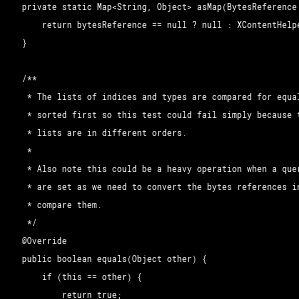 private static Map<String, Object> asMap(BytesReference
return bytesReference == null ? null : XContentHelpe
}
/**
* The lists of indices and types are compared for equal
* sorted first so this test could fail simply because t
* lists are in different orders.
*
* Also note this could be a heavy operation when a quer
* are set as we need to convert the bytes references in
* compare them.
*/
@Override
public boolean equals(Object other) {
if (this == other) {
return true;